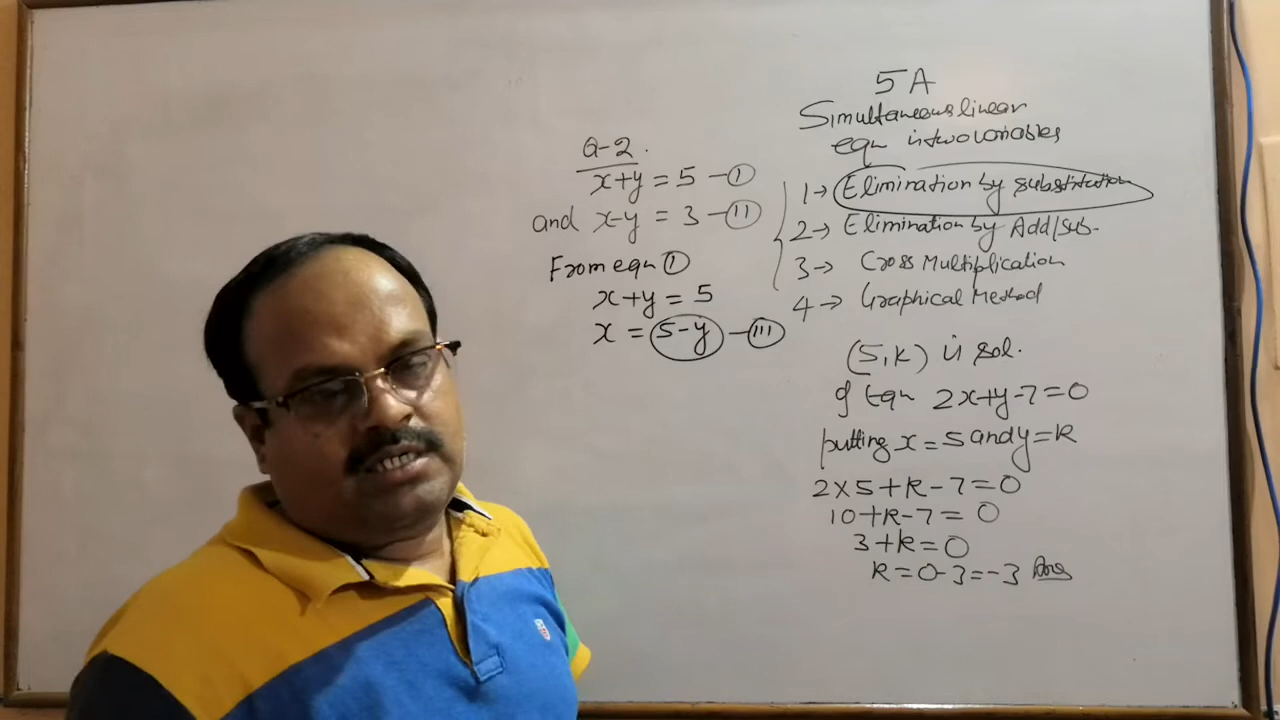 5A
Simultaneous linear
eqn in two variables
1→ Elimination by substitution
2→ Elimination by Add/sub-
3→ Cross Multiplication
4→ Graphical Method
Q-2.
x+y = 5 —(I)
and x-y = 3 —(II)
From eqn (I)
x+y = 5
x = 5-y —(III)
(5,K) is sol.
of Eqn 2x+y-7=0
putting x=5 and y=K
2×5+K-7=0
10+K-7=0
3+K=0
K=0-3=-3 Ans